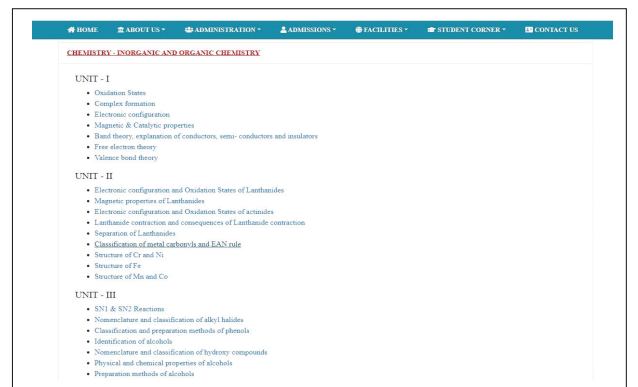 HOME ABOUT US ADMINISTRATION ADMISSIONS FACILITIES STUDENT CORNER CONTACT US
CHEMISTRY - INORGANIC AND ORGANIC CHEMISTRY
UNIT - I
Oxidation States
Complex formation
Electronic configuration
Magnetic & Catalytic properties
Band theory, explanation of conductors, semi- conductors and insulators
Free electron theory
Valence bond theory
UNIT - II
Electronic configuration and Oxidation States of Lanthanides
Magnetic properties of Lanthanides
Electronic configuration and Oxidation States of actinides
Lanthanide contraction and consequences of Lanthanide contraction
Separation of Lanthanides
Classification of metal carbonyls and EAN rule
Structure of Cr and Ni
Structure of Fe
Structure of Mn and Co
UNIT - III
SN1 & SN2 Reactions
Nomenclature and classification of alkyl halides
Classification and preparation methods of phenols
Identification of alcohols
Nomenclature and classification of hydroxy compounds
Physical and chemical properties of alcohols
Preparation methods of alcohols